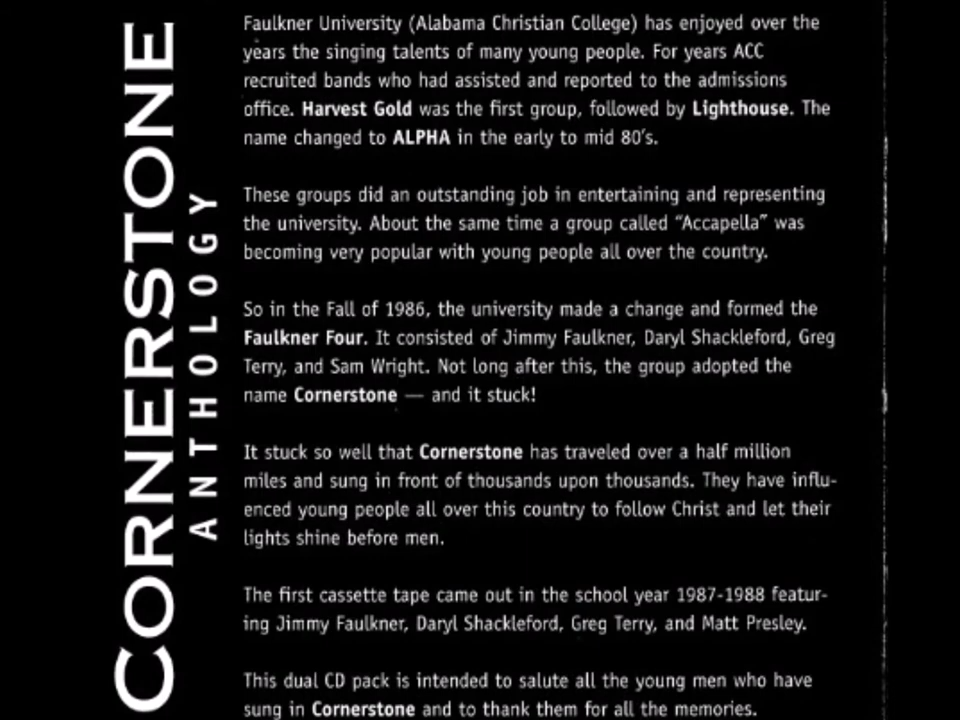 CORNERSTONE
ANTHOLOGY
Faulkner University (Alabama Christian College) has enjoyed over the
years the singing talents of many young people. For years ACC
recruited bands who had assisted and reported to the admissions
office. Harvest Gold was the first group, followed by Lighthouse. The
name changed to ALPHA in the early to mid 80's.
These groups did an outstanding job in entertaining and representing
the university. About the same time a group called "Accapella" was
becoming very popular with young people all over the country.
So in the Fall of 1986, the university made a change and formed the
Faulkner Four. It consisted of Jimmy Faulkner, Daryl Shackleford, Greg
Terry, and Sam Wright. Not long after this, the group adopted the
name Cornerstone — and it stuck!
It stuck so well that Cornerstone has traveled over a half million
miles and sung in front of thousands upon thousands. They have influ-
enced young people all over this country to follow Christ and let their
lights shine before men.
The first cassette tape came out in the school year 1987-1988 featur-
ing Jimmy Faulkner, Daryl Shackleford, Greg Terry, and Matt Presley.
This dual CD pack is intended to salute all the young men who have
sung in Cornerstone and to thank them for all the memories.